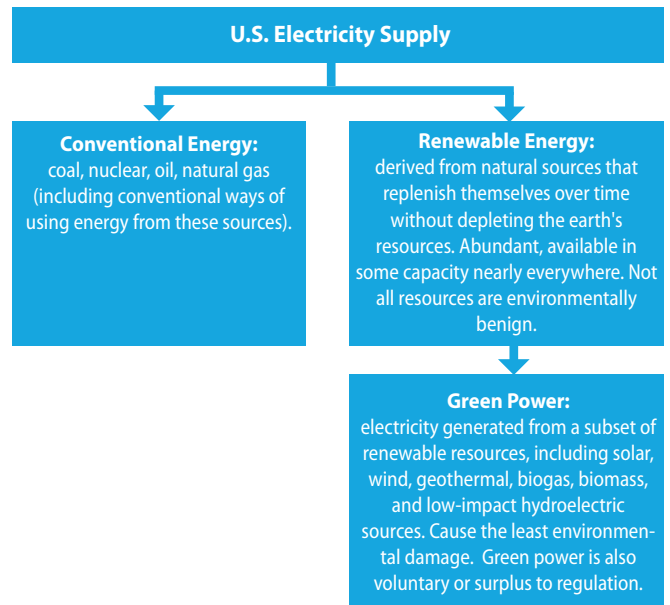 U.S. Electricity Supply
Conventional Energy:
coal, nuclear, oil, natural gas
(including conventional ways of
using energy from these sources).
Renewable Energy:
derived from natural sources that
replenish themselves over time
without depleting the earth's
resources. Abundant, available in
some capacity nearly everywhere. Not
all resources are environmentally
benign.
Green Power:
electricity generated from a subset of
renewable resources, including solar,
wind, geothermal, biogas, biomass,
and low-impact hydroelectric
sources. Cause the least environmen-
tal damage.  Green power is also
voluntary or surplus to regulation.